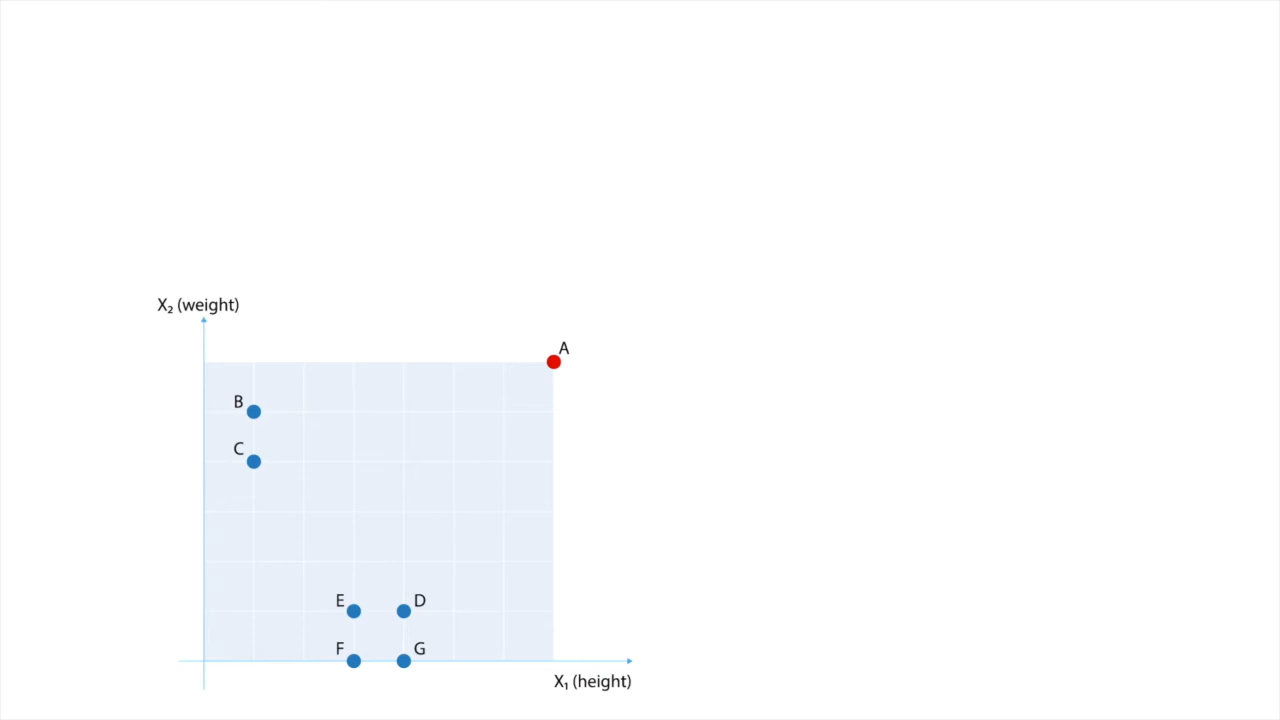 X₂ (weight)
A
B
C
E
D
F
G
X₁ (height)